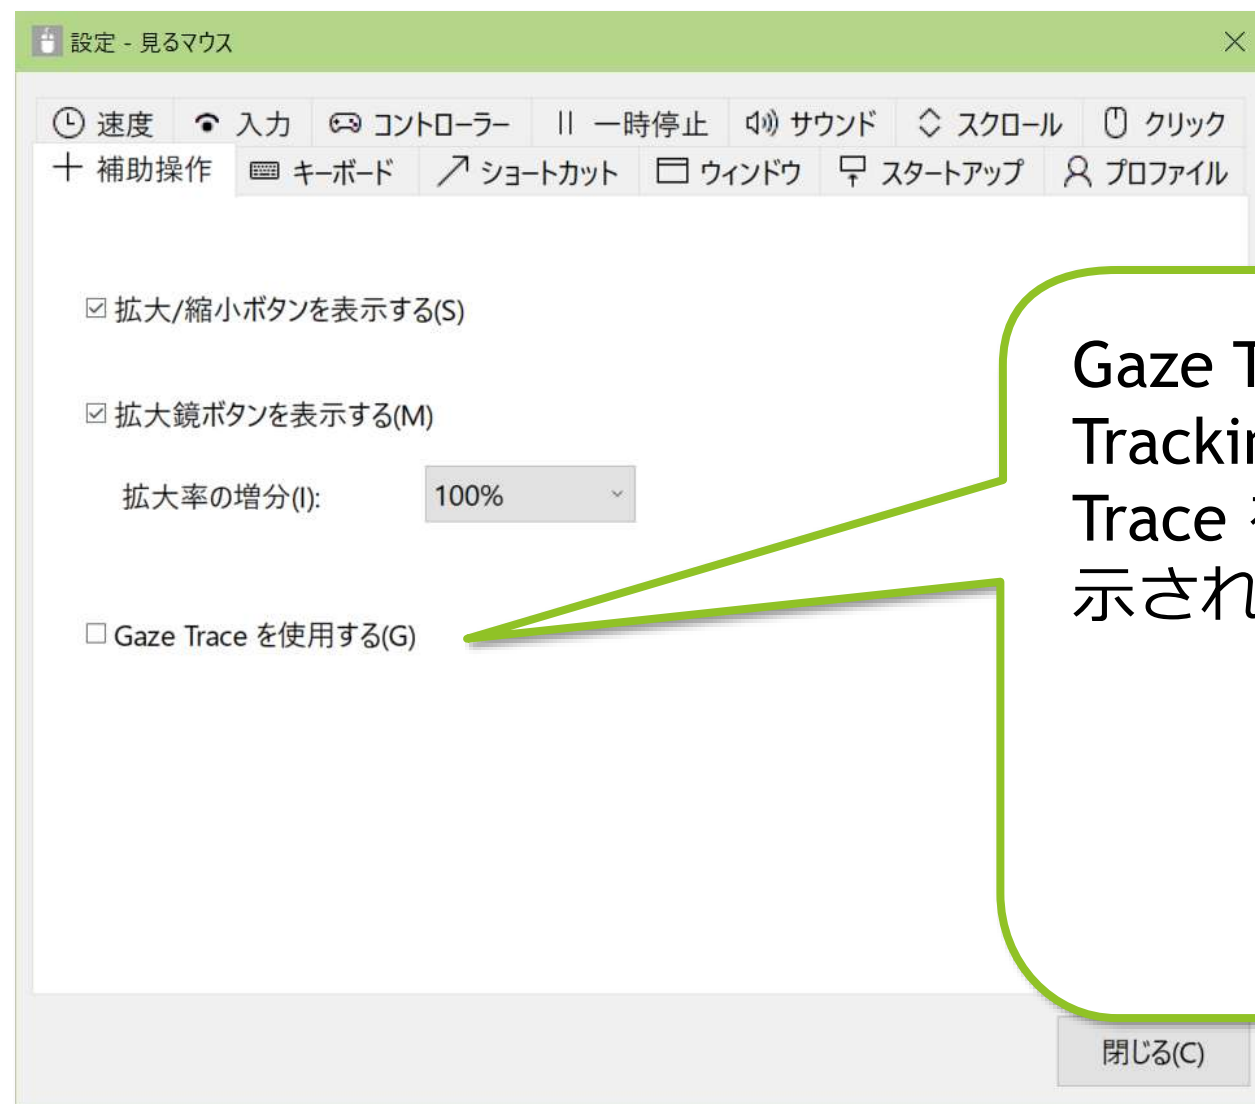 設定 - 見るマウス
速度 入力 コントローラー 一時停止 サウンド スクロール クリック
補助操作 キーボード ショートカット ウィンドウ スタートアップ プロファイル
拡大/縮小ボタンを表示する(S)
拡大鏡ボタンを表示する(M)
拡大率の増分(I): 100%
Gaze Trace を使用する(G)
Gaze
Trace
示され
閉じる(C)